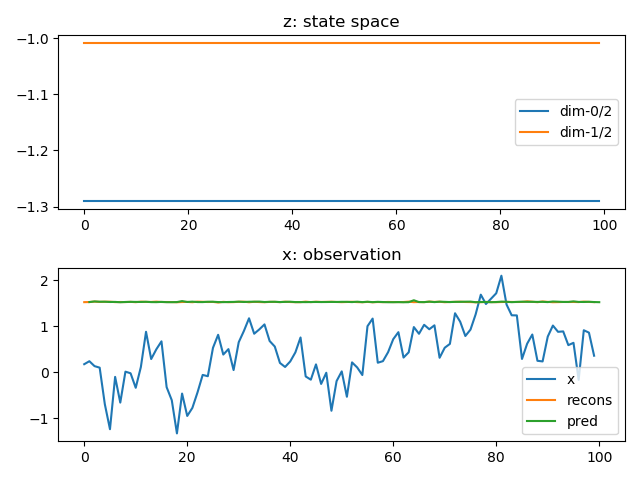 z: state space
−1.0
−1.1
−1.2
−1.3
dim-0/2
dim-1/2
0 20 40 60 80 100
x: observation
2
1
0
−1
x
recons
pred
0 20 40 60 80 100